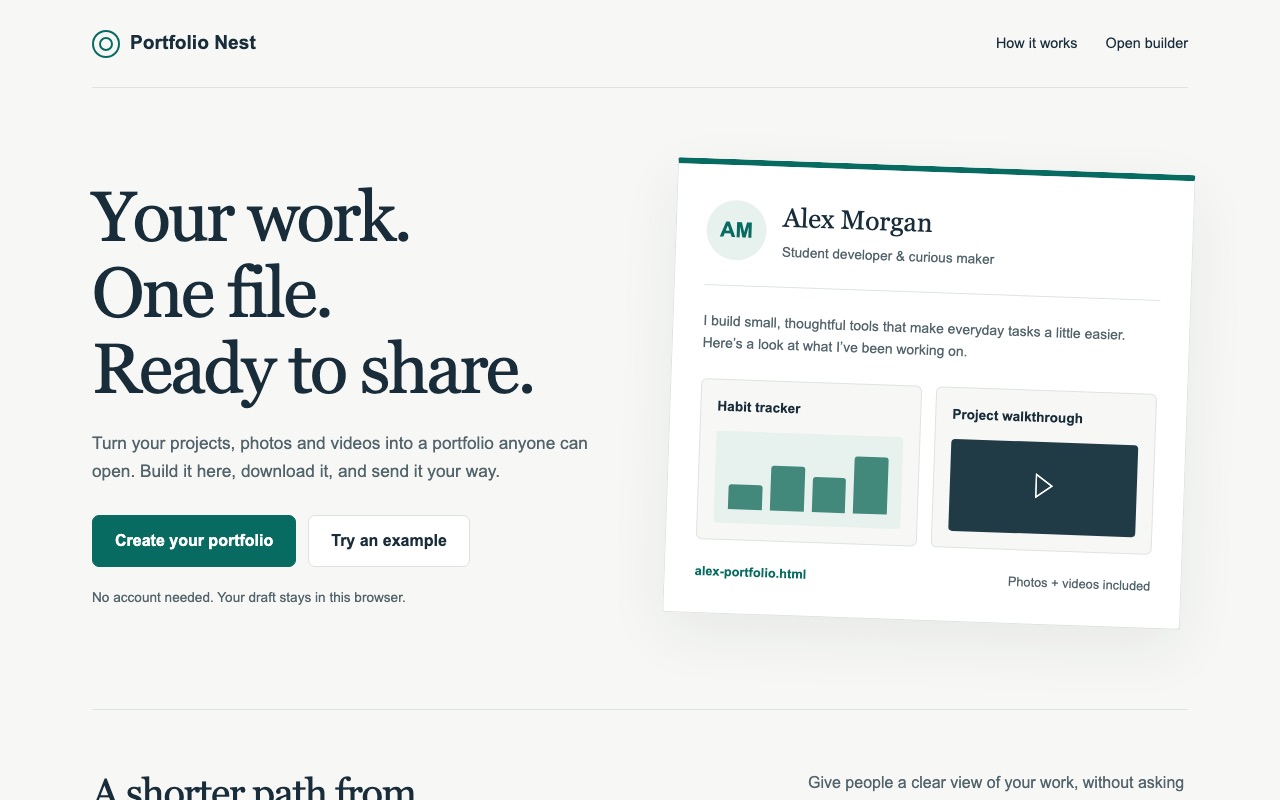 Portfolio Nest
How it works
Open builder
Your work.
One file.
Ready to share.
Turn your projects, photos and videos into a portfolio anyone can
open. Build it here, download it, and send it your way.
Create your portfolio
Try an example
No account needed. Your draft stays in this browser.
AM
Alex Morgan
Student developer & curious maker
I build small, thoughtful tools that make everyday tasks a little easier.
Here’s a look at what I’ve been working on.
Habit tracker
Project walkthrough
alex-portfolio.html
Photos + videos included
A shorter path from
Give people a clear view of your work, without asking